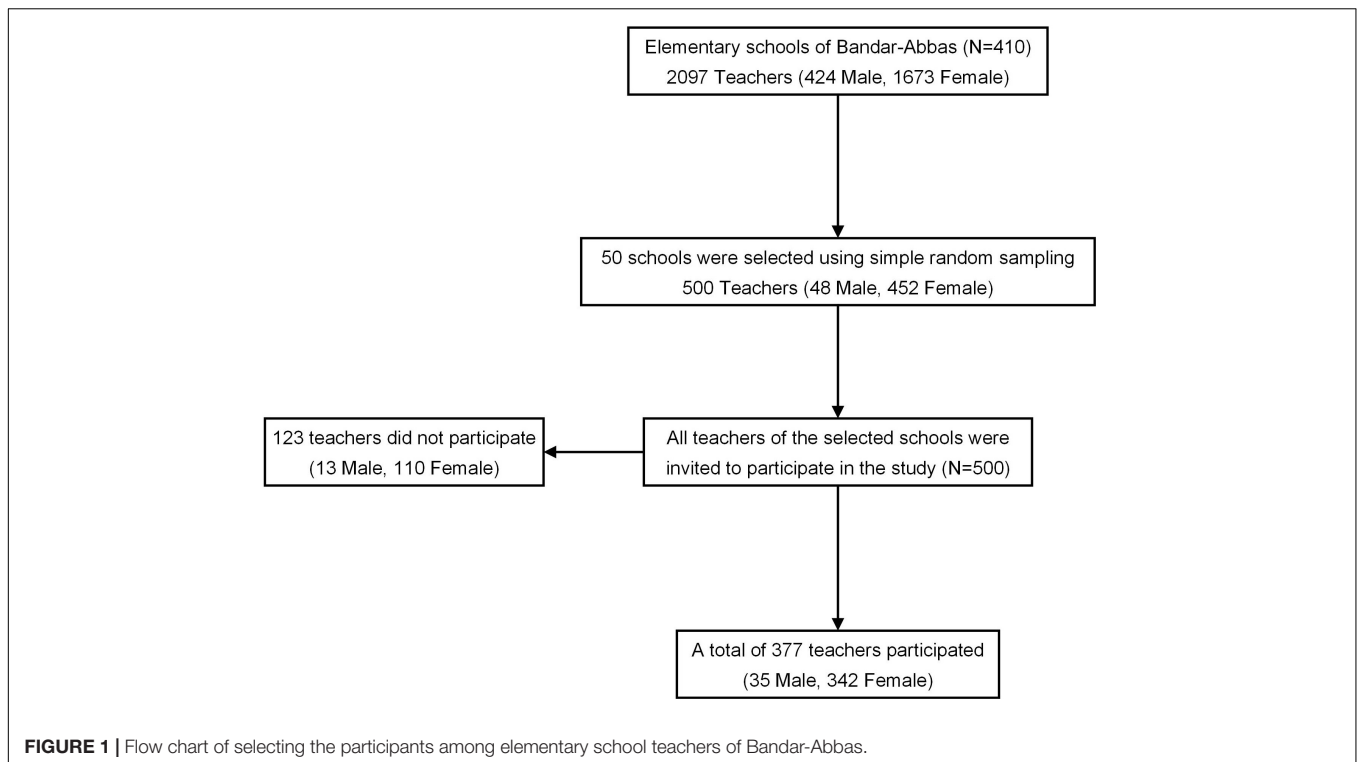 Elementary schools of Bandar-Abbas (N=410)
2097 Teachers (424 Male, 1673 Female)
50 schools were selected using simple random sampling
500 Teachers (48 Male, 452 Female)
123 teachers did not participate
(13 Male, 110 Female)
All teachers of the selected schools were
invited to participate in the study (N=500)
A total of 377 teachers participated
(35 Male, 342 Female)
FIGURE 1 | Flow chart of selecting the participants among elementary school teachers of Bandar-Abbas.